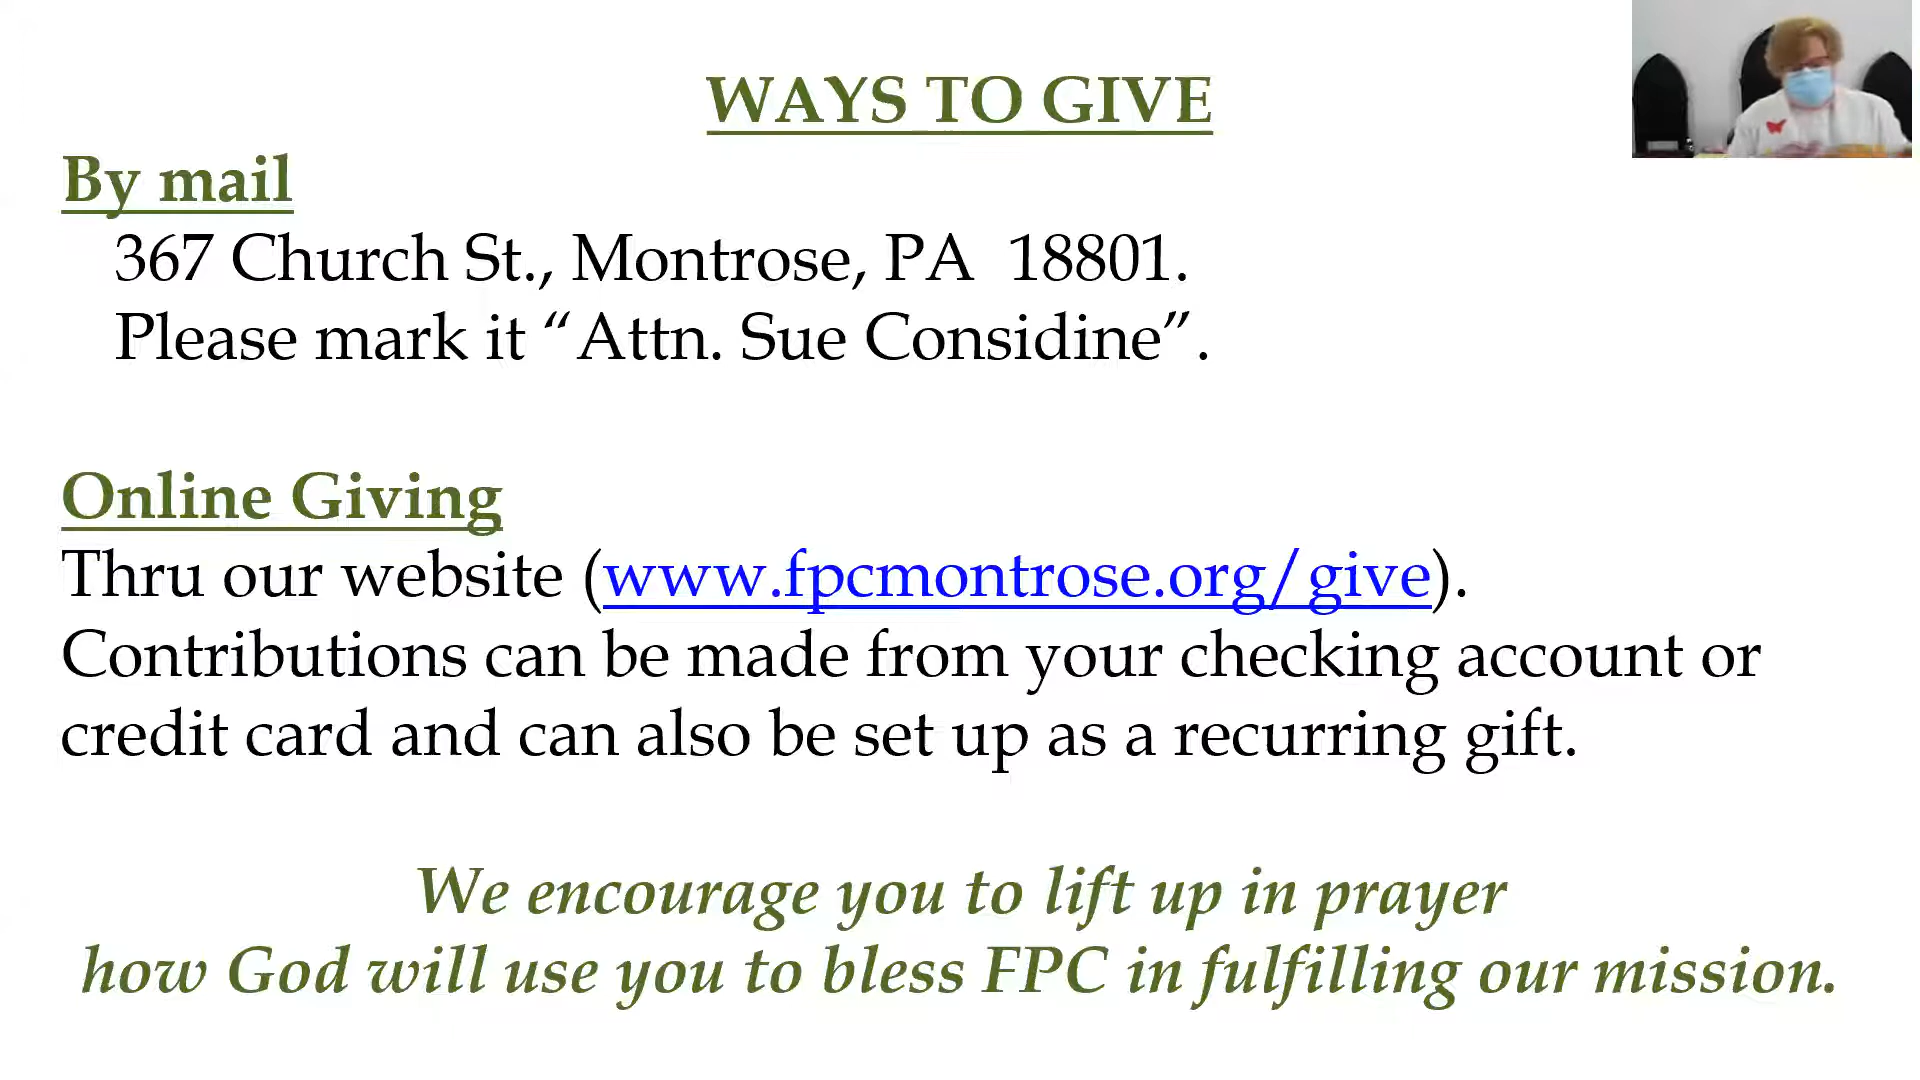 WAYS TO GIVE
By mail
367 Church St., Montrose, PA  18801.
Please mark it “Attn. Sue Considine”.
Online Giving
Thru our website (www.fpcmontrose.org/give).
Contributions can be made from your checking account or
credit card and can also be set up as a recurring gift.
We encourage you to lift up in prayer
how God will use you to bless FPC in fulfilling our mission.